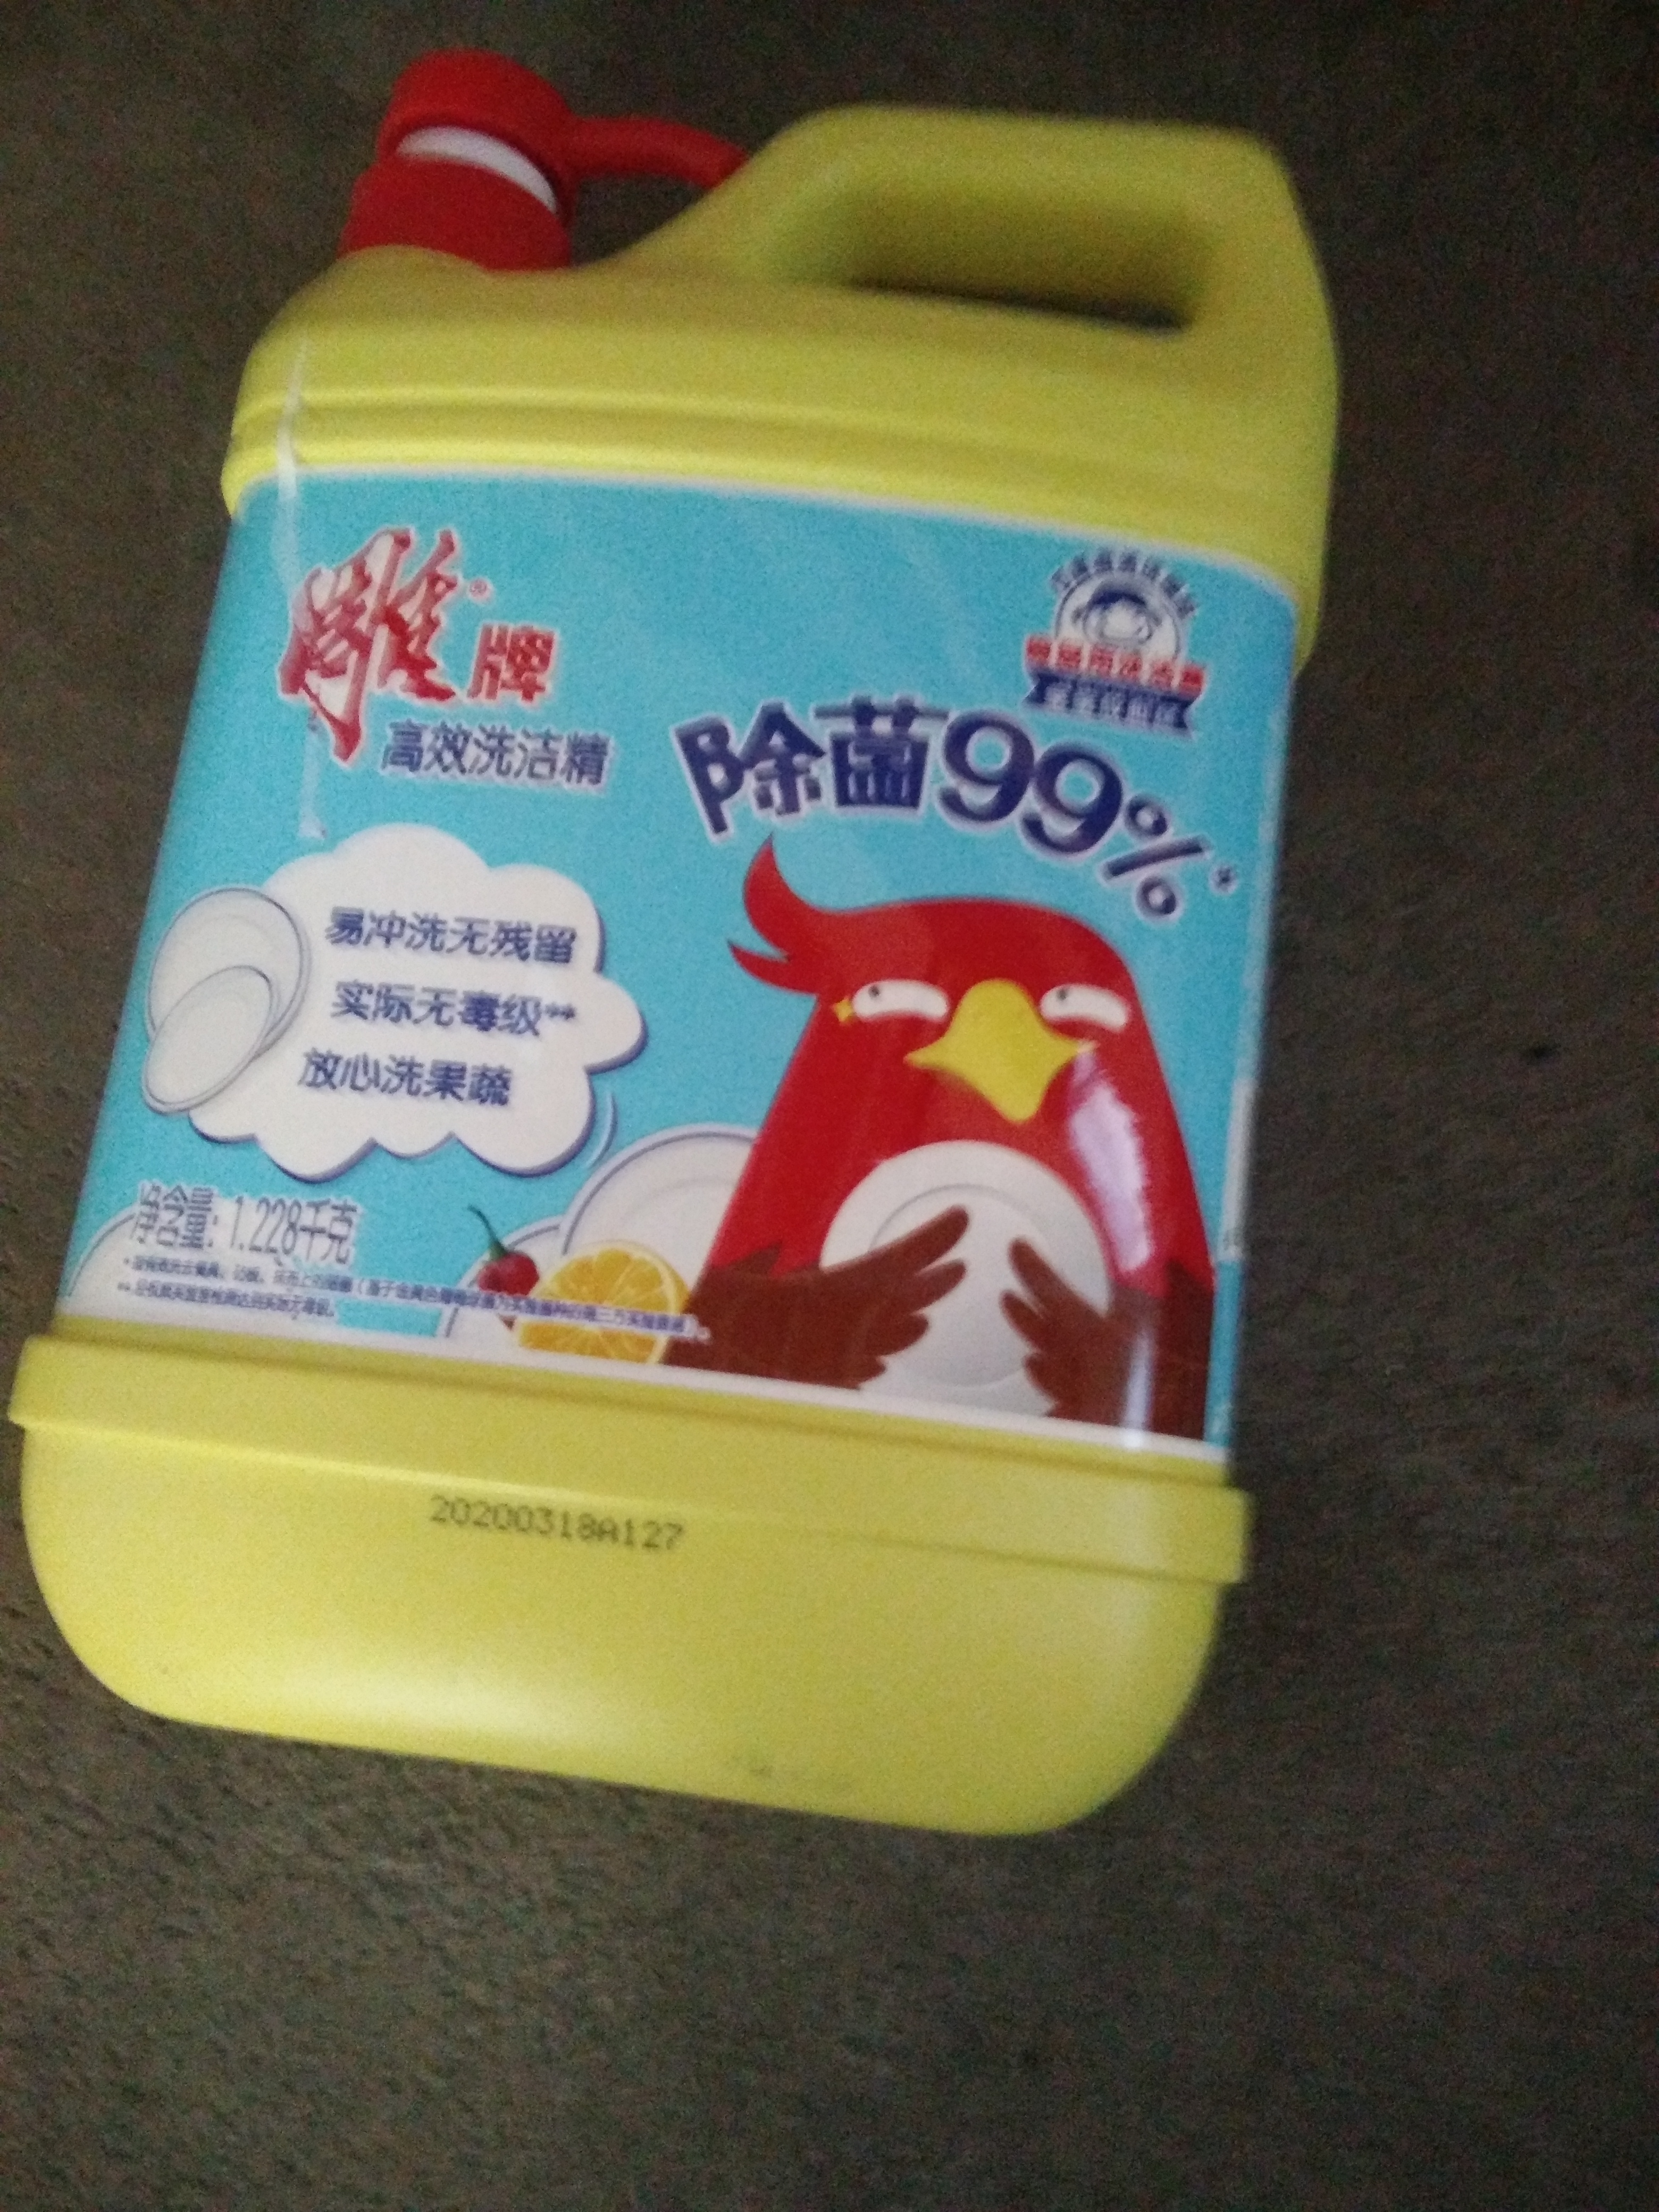 雕®牌
高效洗洁精
除菌99%*
易冲洗无残留
实际无毒级**
放心洗果蔬
净含量: 1.228千克
20200318A127